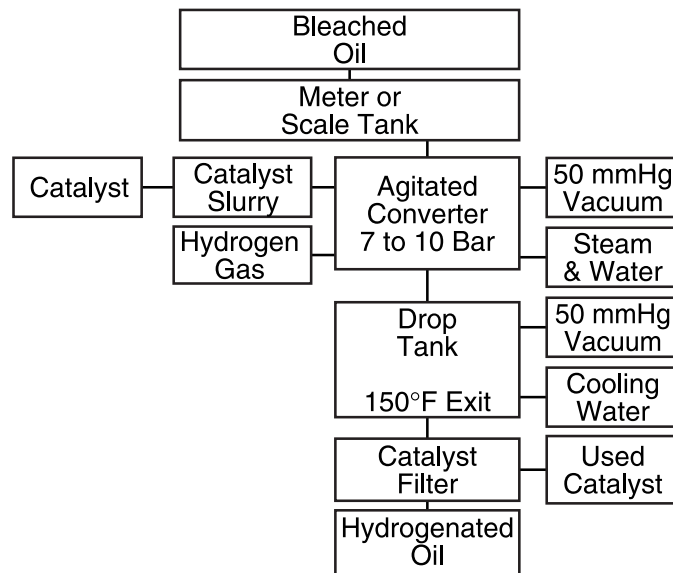 Bleached
Oil
Meter or
Scale Tank
Catalyst
Catalyst
Slurry
Agitated
Converter
7 to 10 Bar
50 mmHg
Vacuum
Hydrogen
Gas
Steam
& Water
Drop
Tank
150°F Exit
50 mmHg
Vacuum
Cooling
Water
Catalyst
Filter
Used
Catalyst
Hydrogenated
Oil